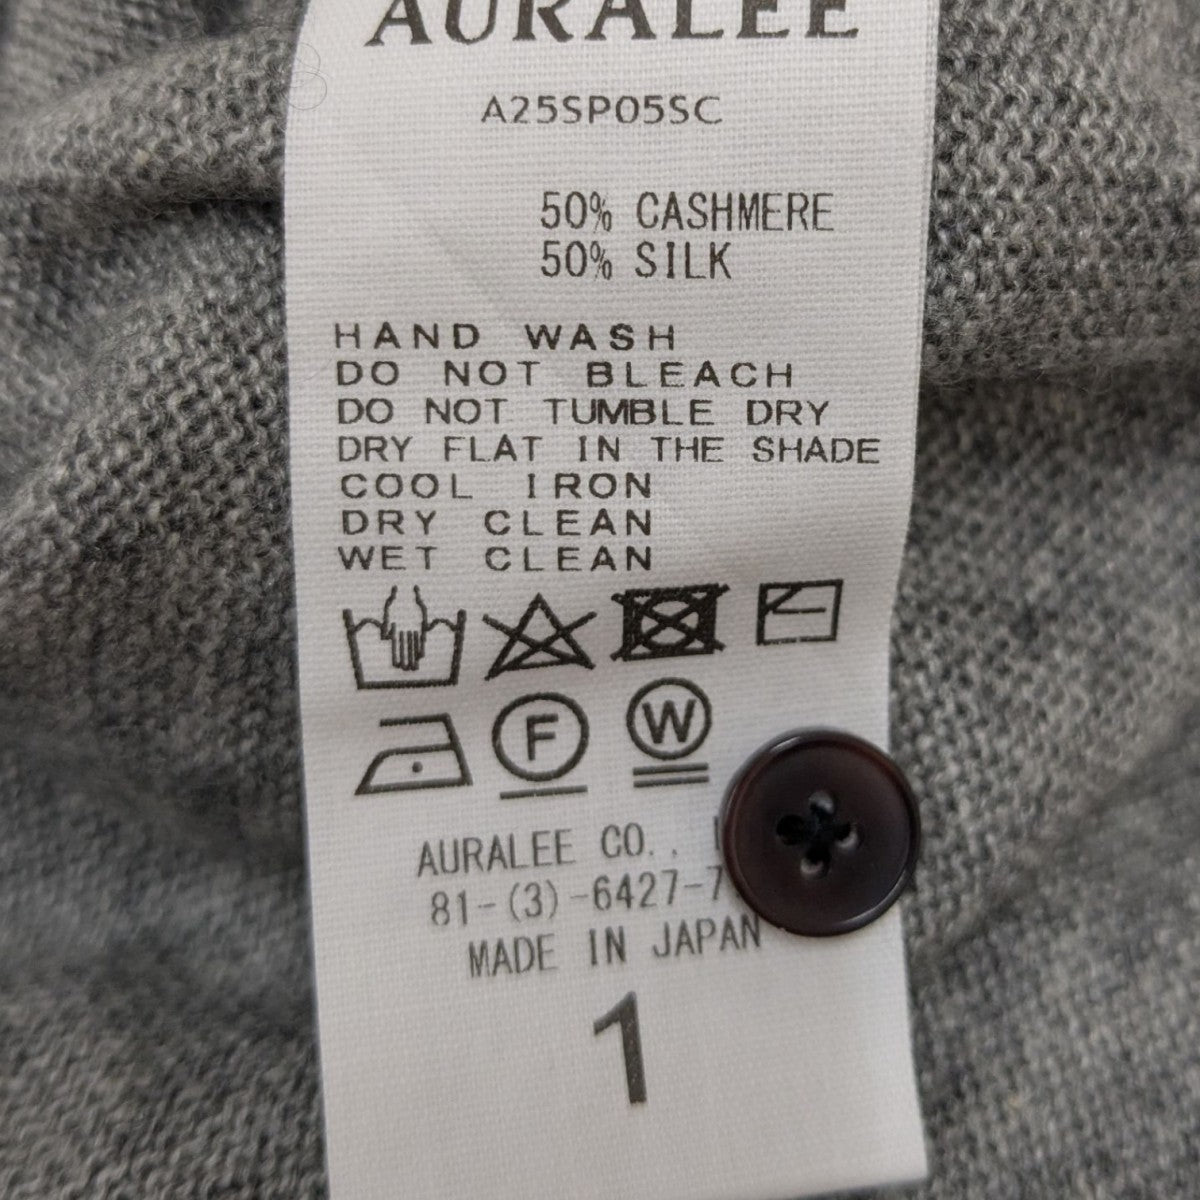 AURALEE
A25SP05SC
50% CASHMERE
50% SILK
HAND WASH
DO NOT BLEACH
DO NOT TUMBLE DRY
DRY FLAT IN THE SHADE
COOL IRON
DRY CLEAN
WET CLEAN
F W
AURALEE CO.,
81-(3)-6427-7
MADE IN JAPAN
1